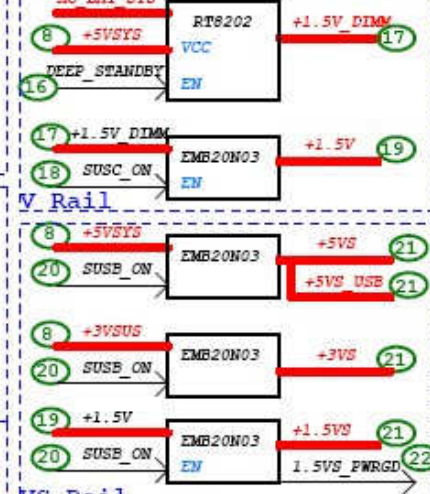 RT8202
+1.5V_DIMM
17
8
+5VSYS
VCC
DEEP_STANDBY
16
EN
17
+1.5V_DIMM
EMB20N03
+1.5V
19
18
SUSC_ON
EN
V Rail
8
+5VSYS
EMB20N03
+5VS
21
20
SUSB_ON
+5VS_USB
21
8
+3VSUS
EMB20N03
+3VS
21
20
SUSB_ON
19
+1.5V
EMB20N03
+1.5VS
21
20
SUSB_ON
EN
1.5VS_PWRGD
22